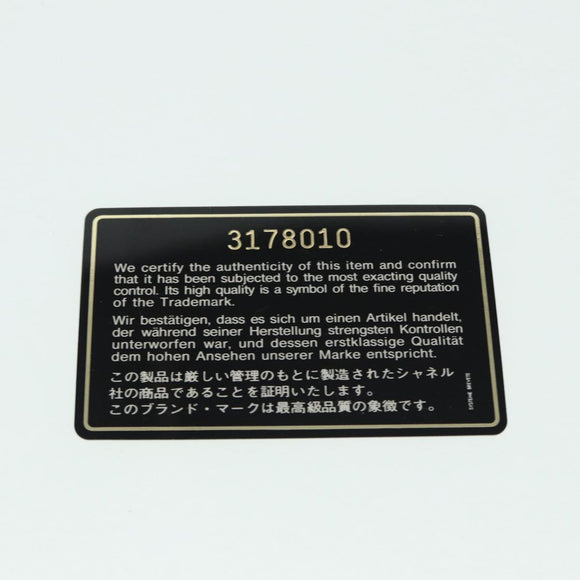 3178010
We certify the authenticity of this item and confirm
that it has been subjected to the most exacting quality
control. Its high quality is a symbol of the fine reputation
of the Trademark.
Wir bestätigen, dass es sich um einen Artikel handelt,
der während seiner Herstellung strengsten Kontrollen
unterworfen war, und dessen erstklassige Qualität
dem hohen Ansehen unserer Marke entspricht.
この製品は厳しい管理のもとに製造されたシャネル
社の商品であることを証明いたします。
このブランド・マークは最高級品質の象徴です。